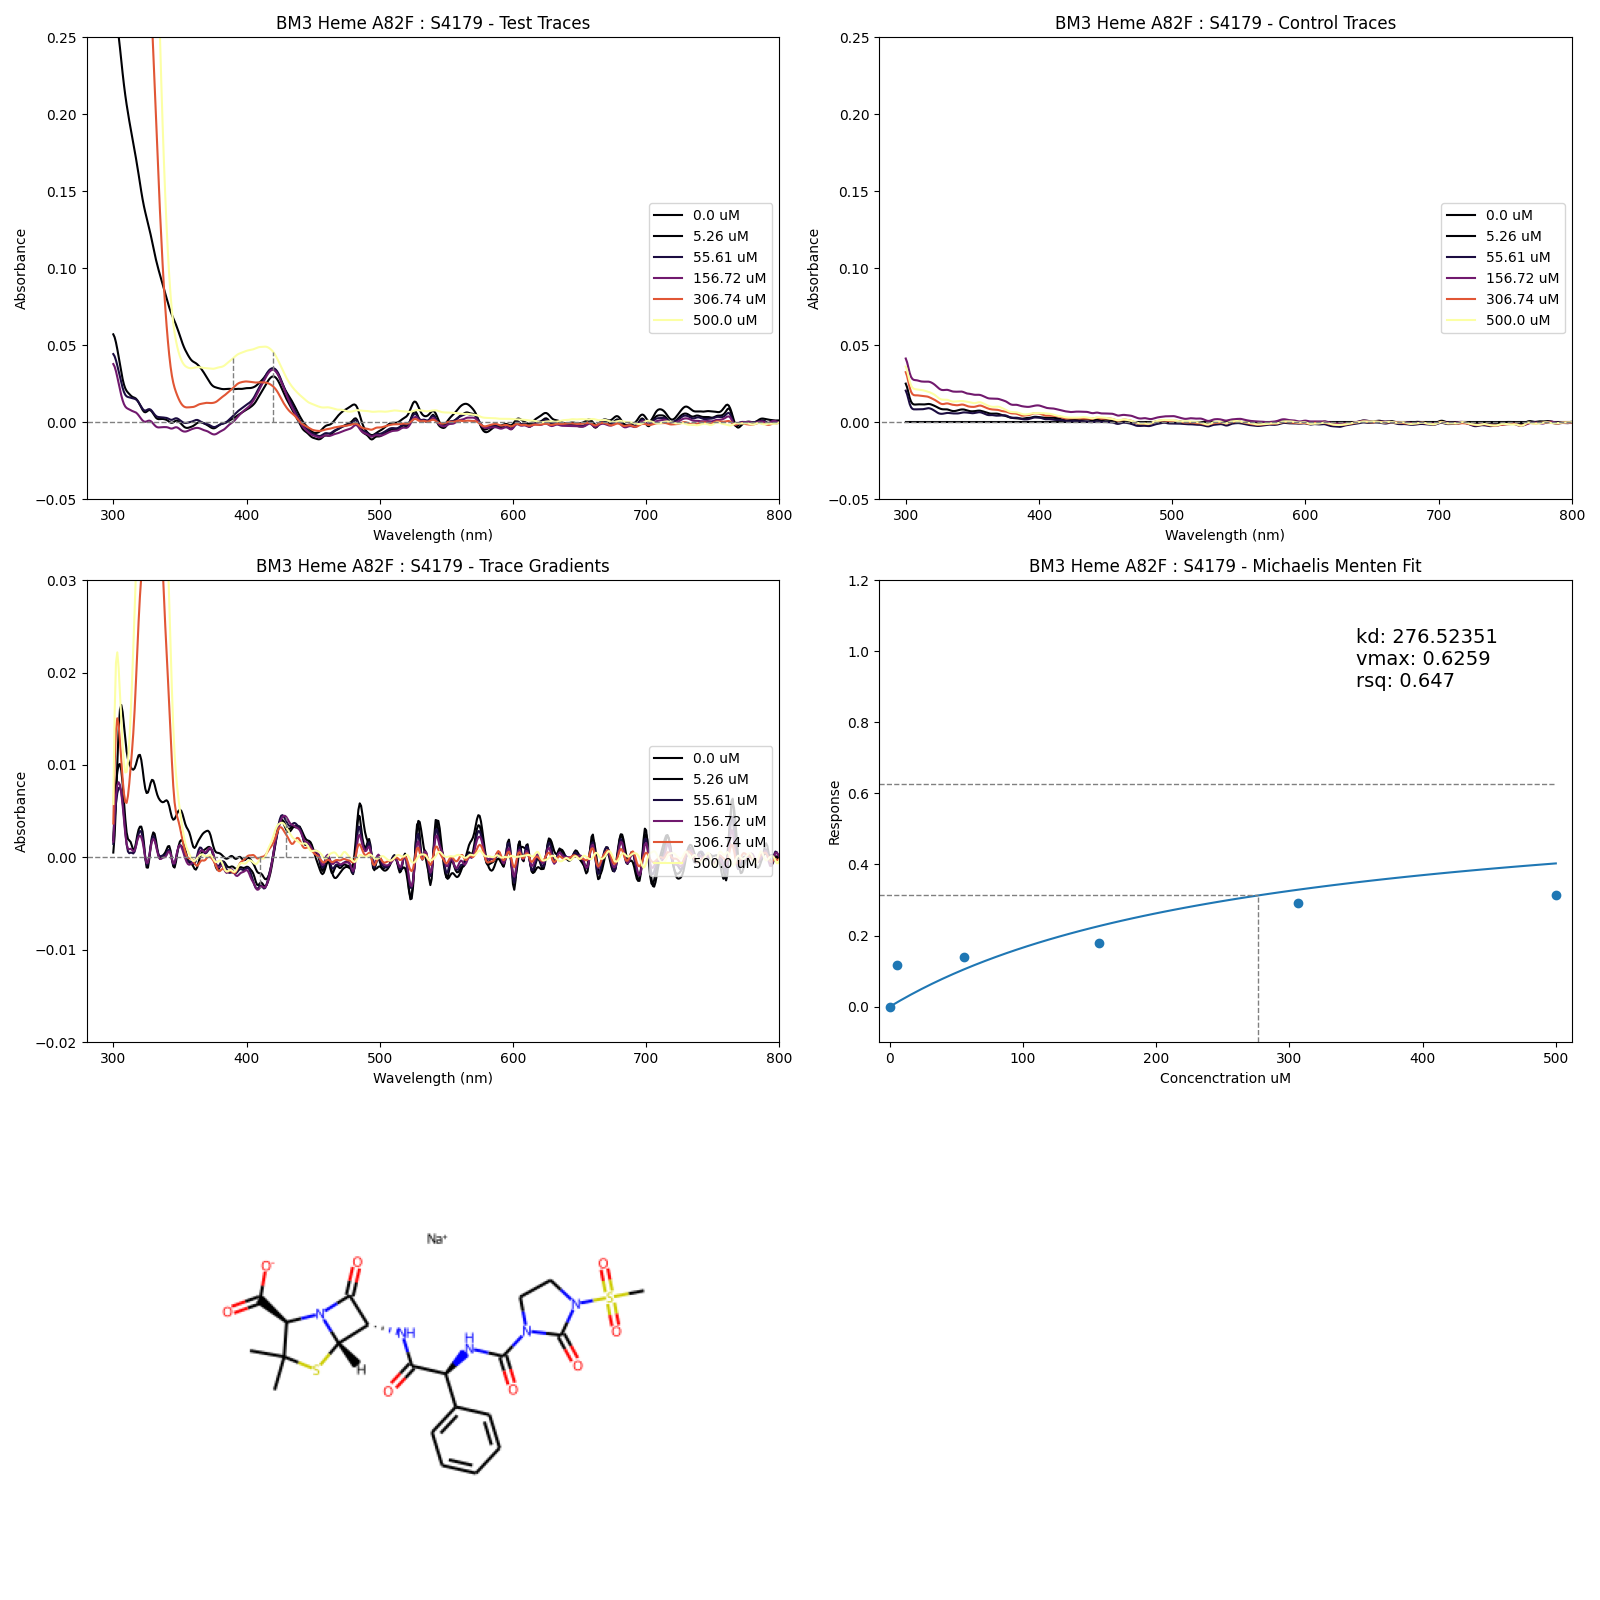 BM3 Heme A82F : S4179 - Test Traces
0.25
0.20
0.15
0.10
0.05
0.00
−0.05
Absorbance
300 400 500 600 700 800
Wavelength (nm)
0.0 uM
5.26 uM
55.61 uM
156.72 uM
306.74 uM
500.0 uM
BM3 Heme A82F : S4179 - Control Traces
0.25
0.20
0.15
0.10
0.05
0.00
−0.05
Absorbance
300 400 500 600 700 800
Wavelength (nm)
0.0 uM
5.26 uM
55.61 uM
156.72 uM
306.74 uM
500.0 uM
BM3 Heme A82F : S4179 - Trace Gradients
0.03
0.02
0.01
0.00
−0.01
−0.02
Absorbance
300 400 500 600 700 800
Wavelength (nm)
0.0 uM
5.26 uM
55.61 uM
156.72 uM
306.74 uM
500.0 uM
BM3 Heme A82F : S4179 - Michaelis Menten Fit
1.2
1.0
0.8
0.6
0.4
0.2
0.0
Response
kd: 276.52351
vmax: 0.6259
rsq: 0.647
0 100 200 300 400 500
Concenctration uM
Na⁺
O⁻
O
O
N
S
H
NH
O
H
N
O
N
O
N
S
O
O